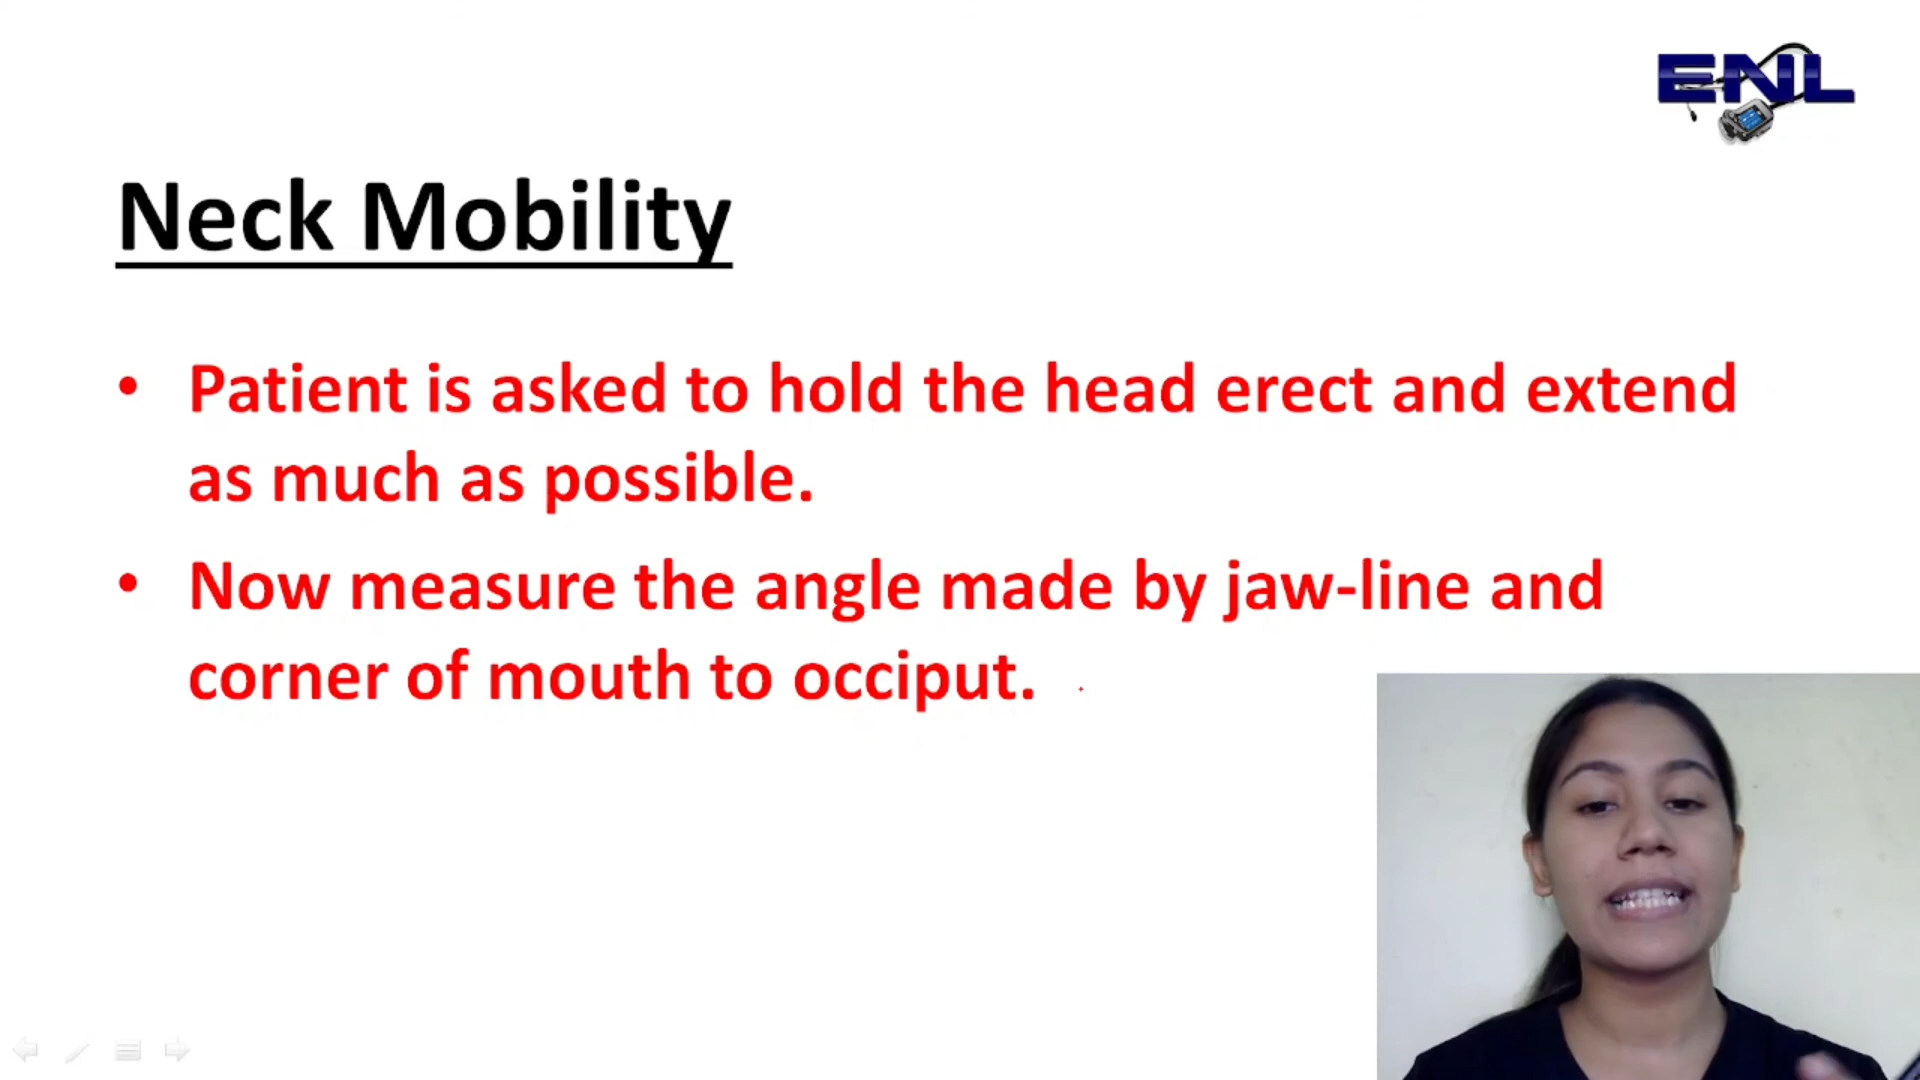 ENL
Neck Mobility
• Patient is asked to hold the head erect and extend
as much as possible.
• Now measure the angle made by jaw-line and
corner of mouth to occiput.